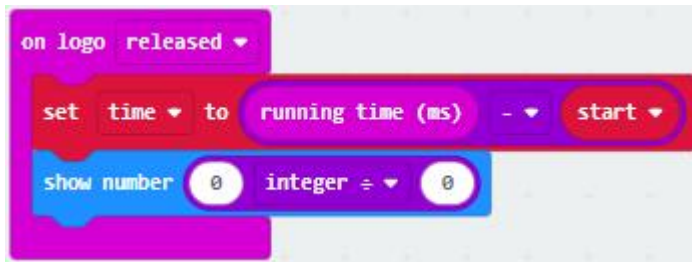 on logo released
set time to running time (ms) - start
show number 0 integer ÷ 0